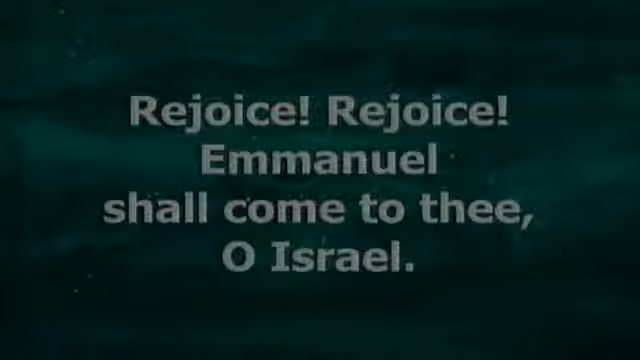 Rejoice! Rejoice!
Emmanuel
shall come to thee,
O Israel.